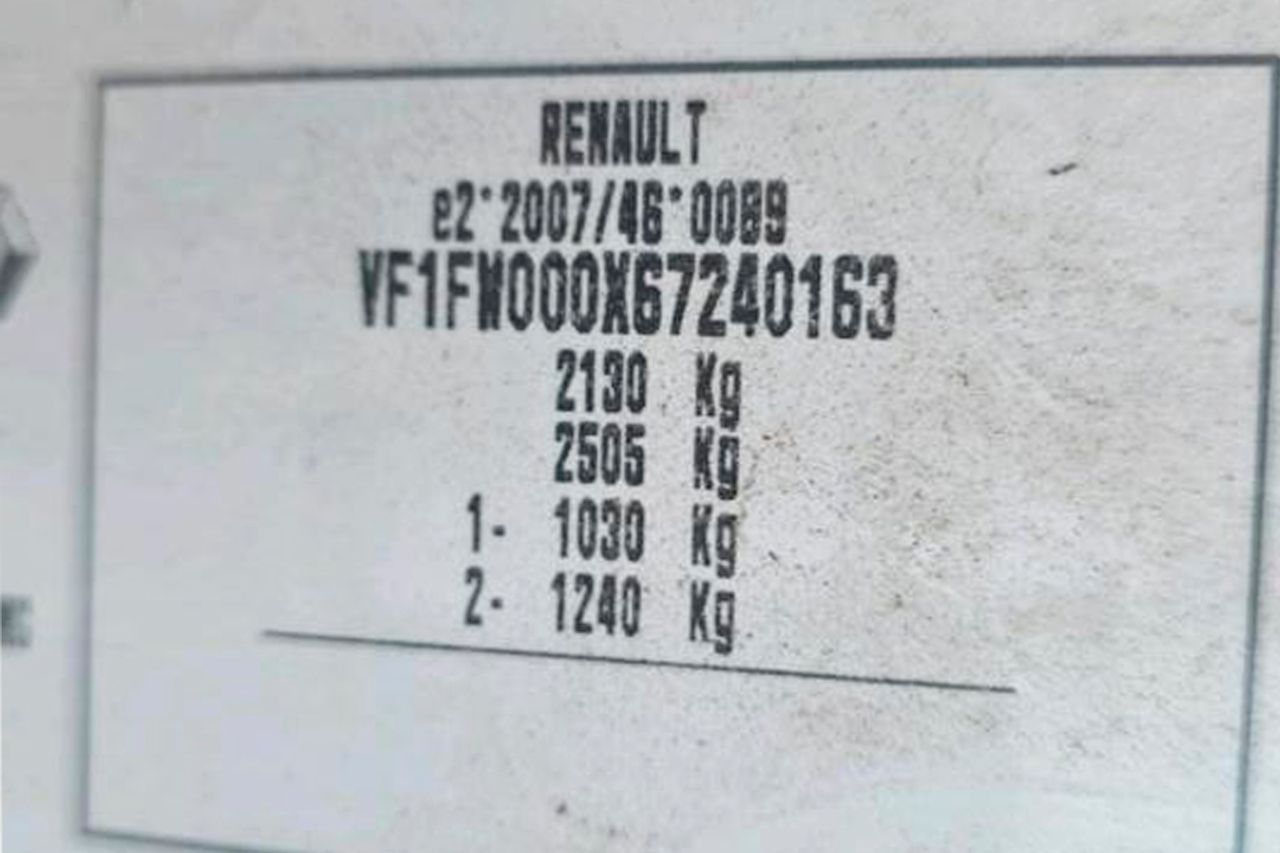 RENAULT
e2*2007/46*0089
VF1FW000X67240163
2130 Kg
2505 Kg
1- 1030 Kg
2- 1240 Kg